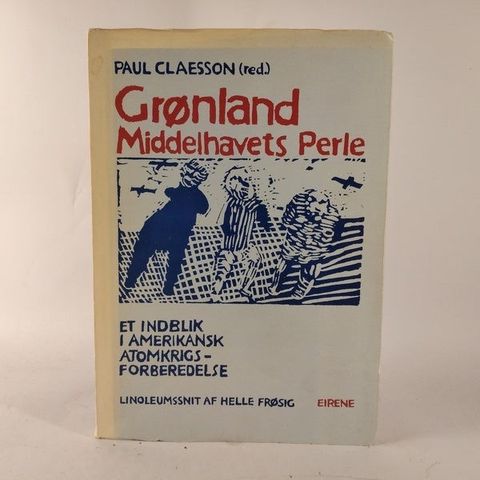 PAUL CLAESSON (red.)
Grønland
Middelhavets Perle
ET INDBLIK
I AMERIKANSK
ATOMKRIGS-
FORBEREDELSE
LINOLEUMSSNIT AF HELLE FRØSIG EIRENE